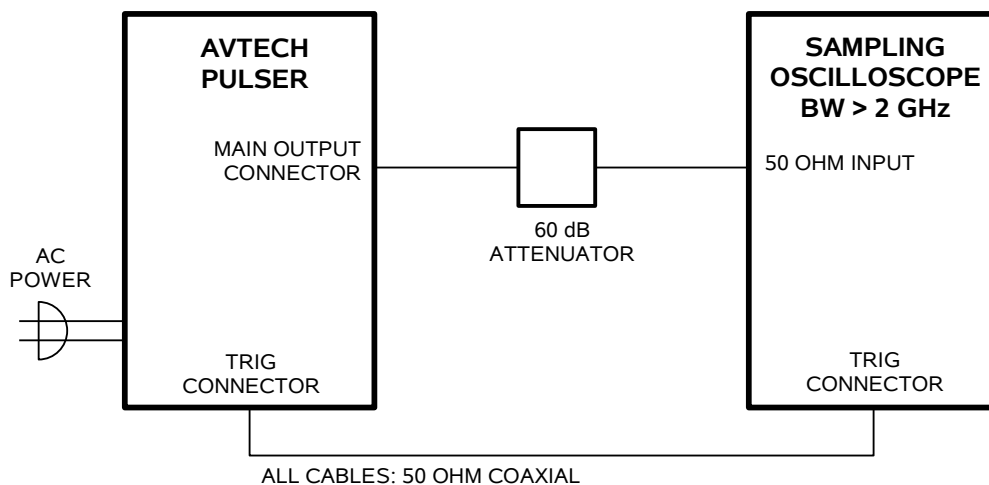 AVTECH
PULSER
SAMPLING
OSCILLOSCOPE
BW > 2 GHz
MAIN OUTPUT
CONNECTOR
50 OHM INPUT
60 dB
ATTENUATOR
AC
POWER
TRIG
CONNECTOR
TRIG
CONNECTOR
ALL CABLES: 50 OHM COAXIAL